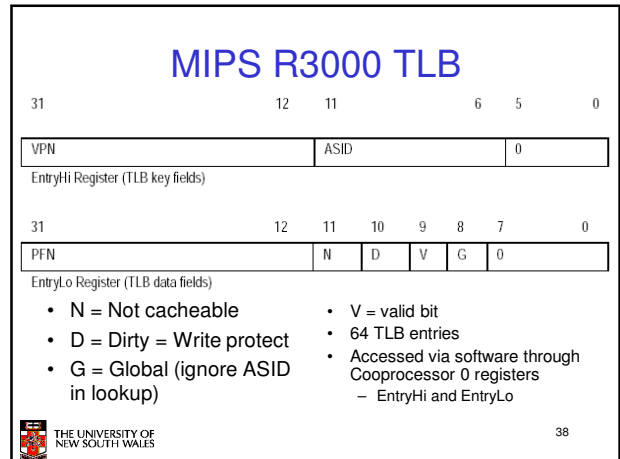 MIPS R3000 TLB
31 12 11 6 5 0
VPN ASID 0
EntryHi Register (TLB key fields)
31 12 11 10 9 8 7 0
PFN N D V G 0
EntryLo Register (TLB data fields)
• N = Not cacheable
• D = Dirty = Write protect
• G = Global (ignore ASID
in lookup)
• V = valid bit
• 64 TLB entries
• Accessed via software through
Cooprocessor 0 registers
– EntryHi and EntryLo
THE UNIVERSITY OF
NEW SOUTH WALES
38